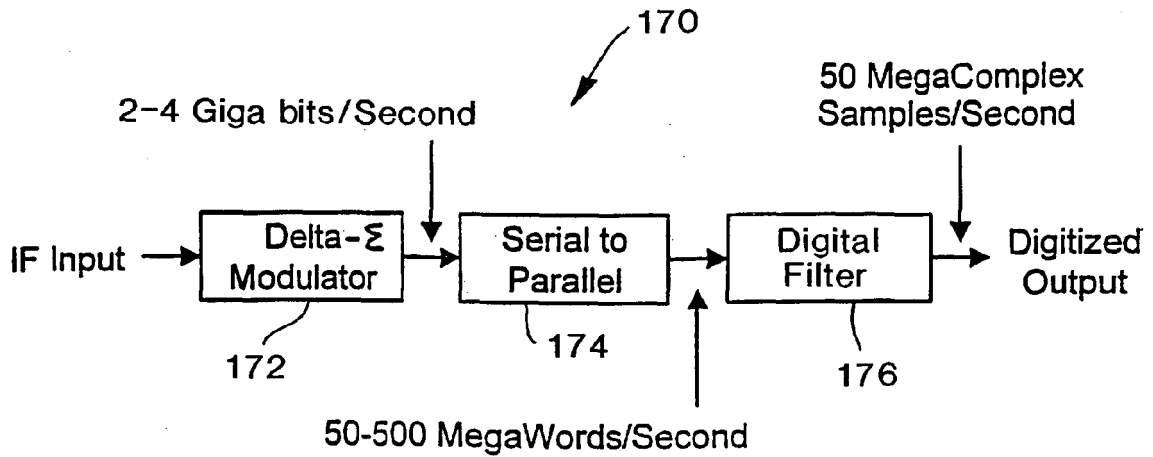 170
50 MegaComplex
Samples/Second
2-4 Giga bits/Second
IF Input
Delta-Σ
Modulator
Serial to
Parallel
Digital
Filter
Digitized
Output
172
174
176
50-500 MegaWords/Second